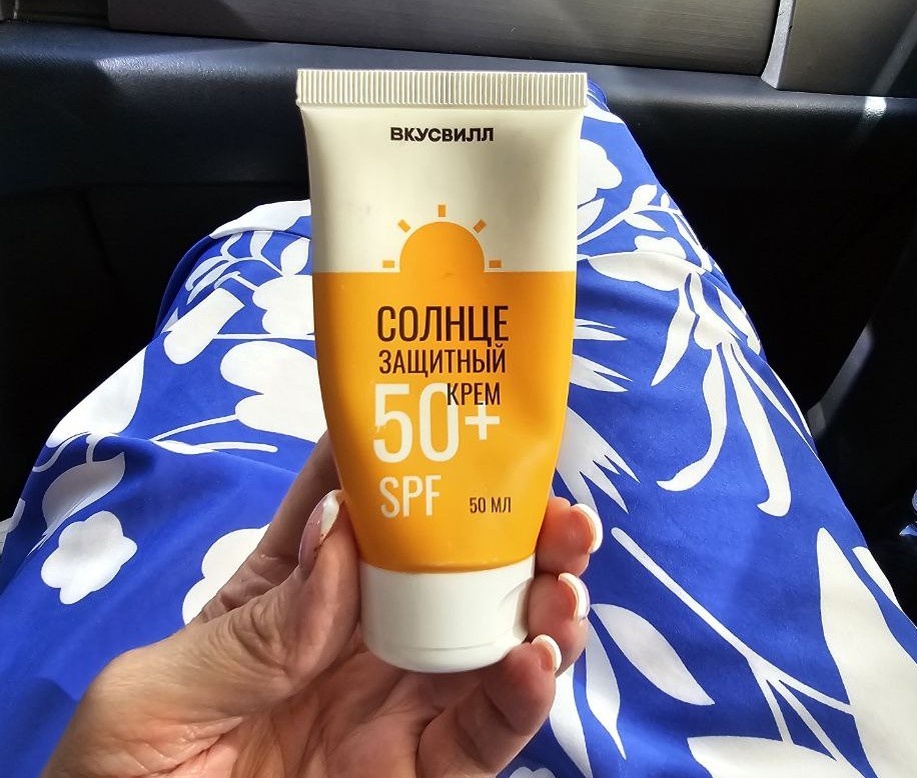 ВКУСВИЛЛ
СОЛНЦЕ
ЗАЩИТНЫЙ
КРЕМ
50+
SPF 50 МЛ